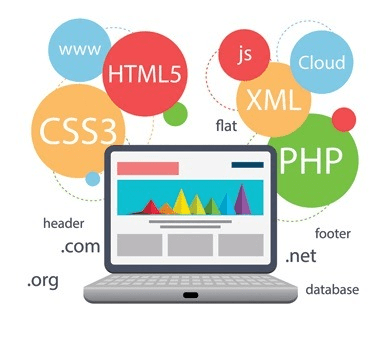 www
HTML5
CSS3
js
Cloud
XML
flat
PHP
header
.com
.org
footer
.net
database